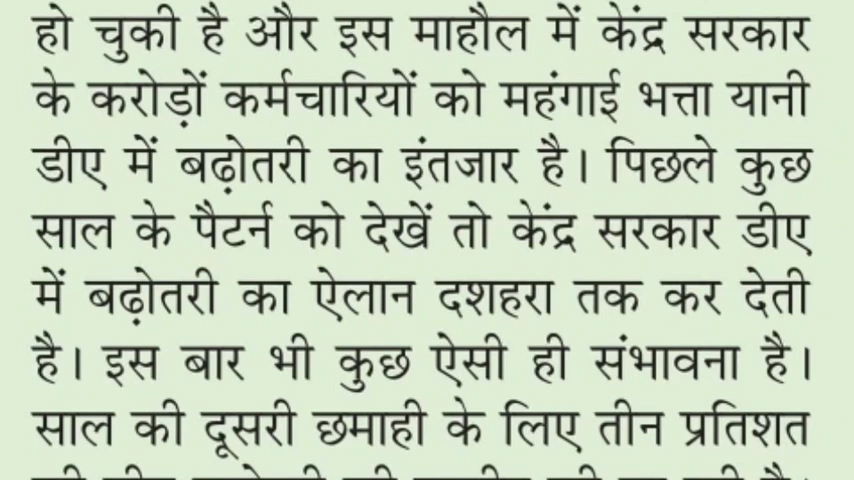 हो चुकी है और इस माहौल में केंद्र सरकार
के करोड़ों कर्मचारियों को महंगाई भत्ता यानी
डीए में बढ़ोतरी का इंतजार है। पिछले कुछ
साल के पैटर्न को देखें तो केंद्र सरकार डीए
में बढ़ोतरी का ऐलान दशहरा तक कर देती
है। इस बार भी कुछ ऐसी ही संभावना है।
साल की दूसरी छमाही के लिए तीन प्रतिशत